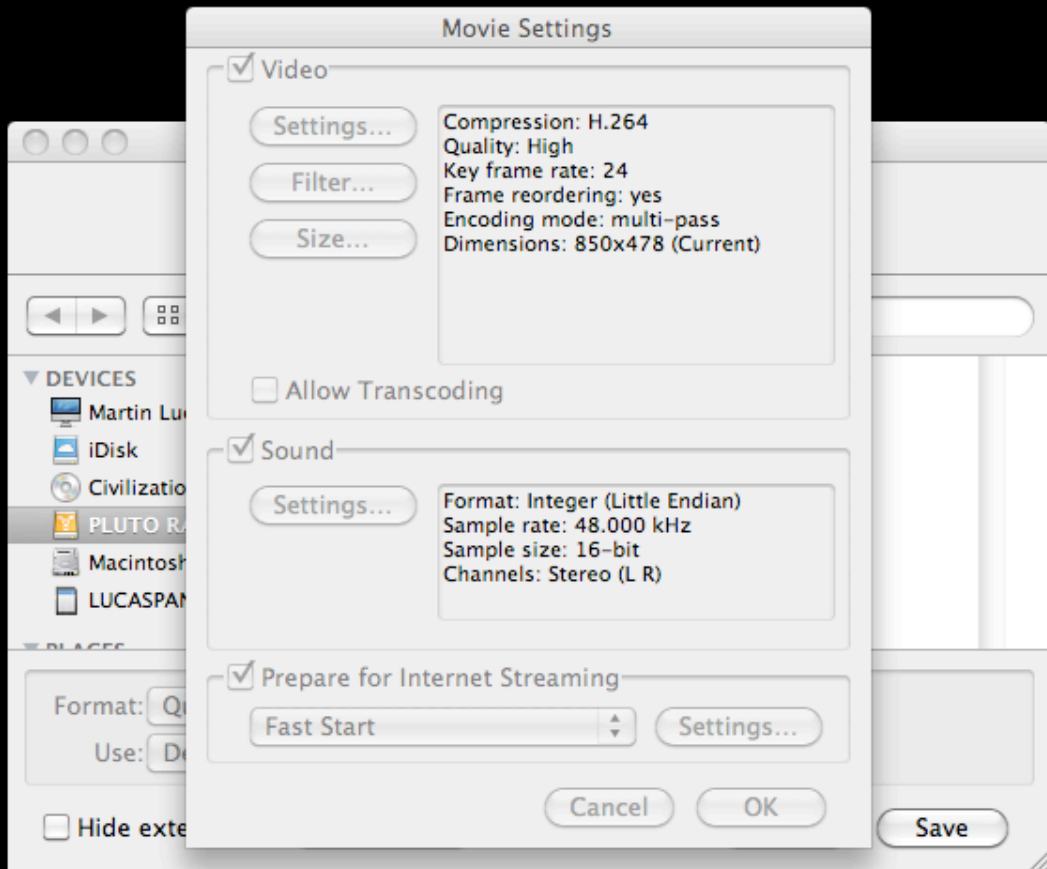 Movie Settings
Video
Settings...
Filter...
Size...
Compression: H.264
Quality: High
Key frame rate: 24
Frame reordering: yes
Encoding mode: multi-pass
Dimensions: 850x478 (Current)
Allow Transcoding
Sound
Settings...
Format: Integer (Little Endian)
Sample rate: 48.000 kHz
Sample size: 16-bit
Channels: Stereo (L R)
Prepare for Internet Streaming
Fast Start
Settings...
Cancel
OK
DEVICES
Martin Lu
iDisk
Civilizatio
PLUTO RA
Macintosh
LUCASPAN
PLACES
Format: Qu
Use: De
Hide exte
Save